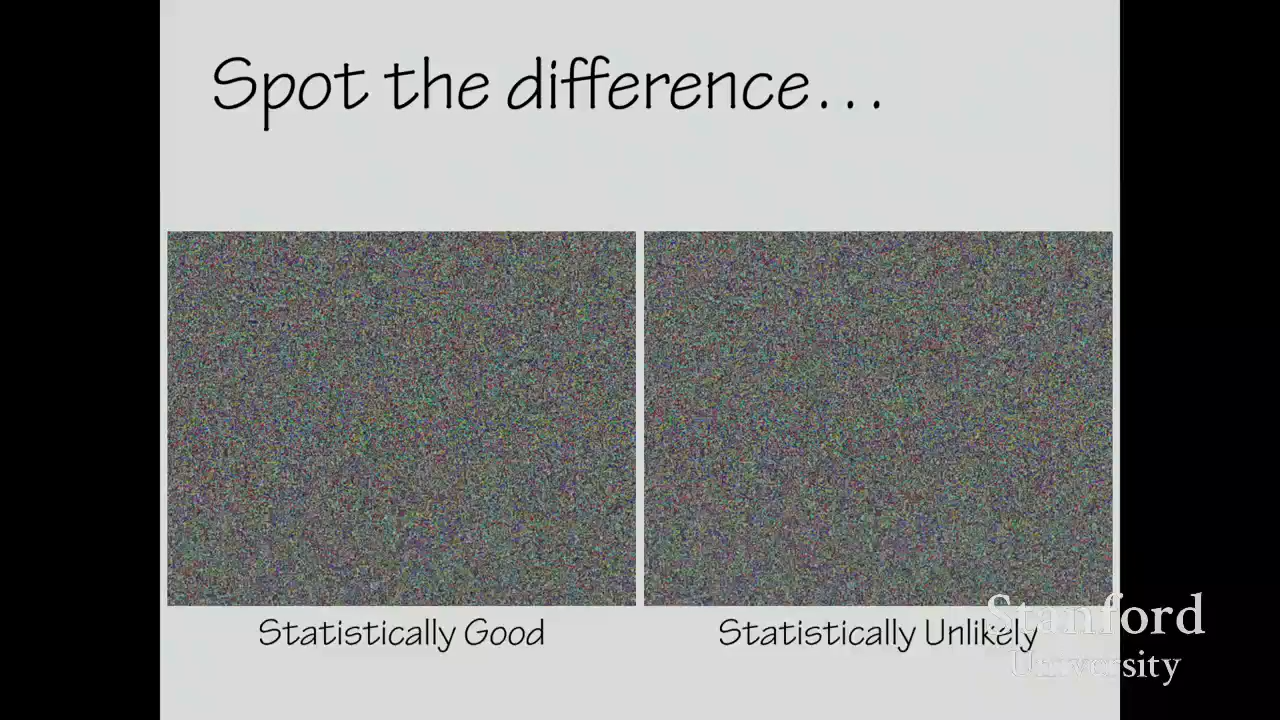 Spot the difference...
Statistically Good
Statistically Unlikely
Stanford
University